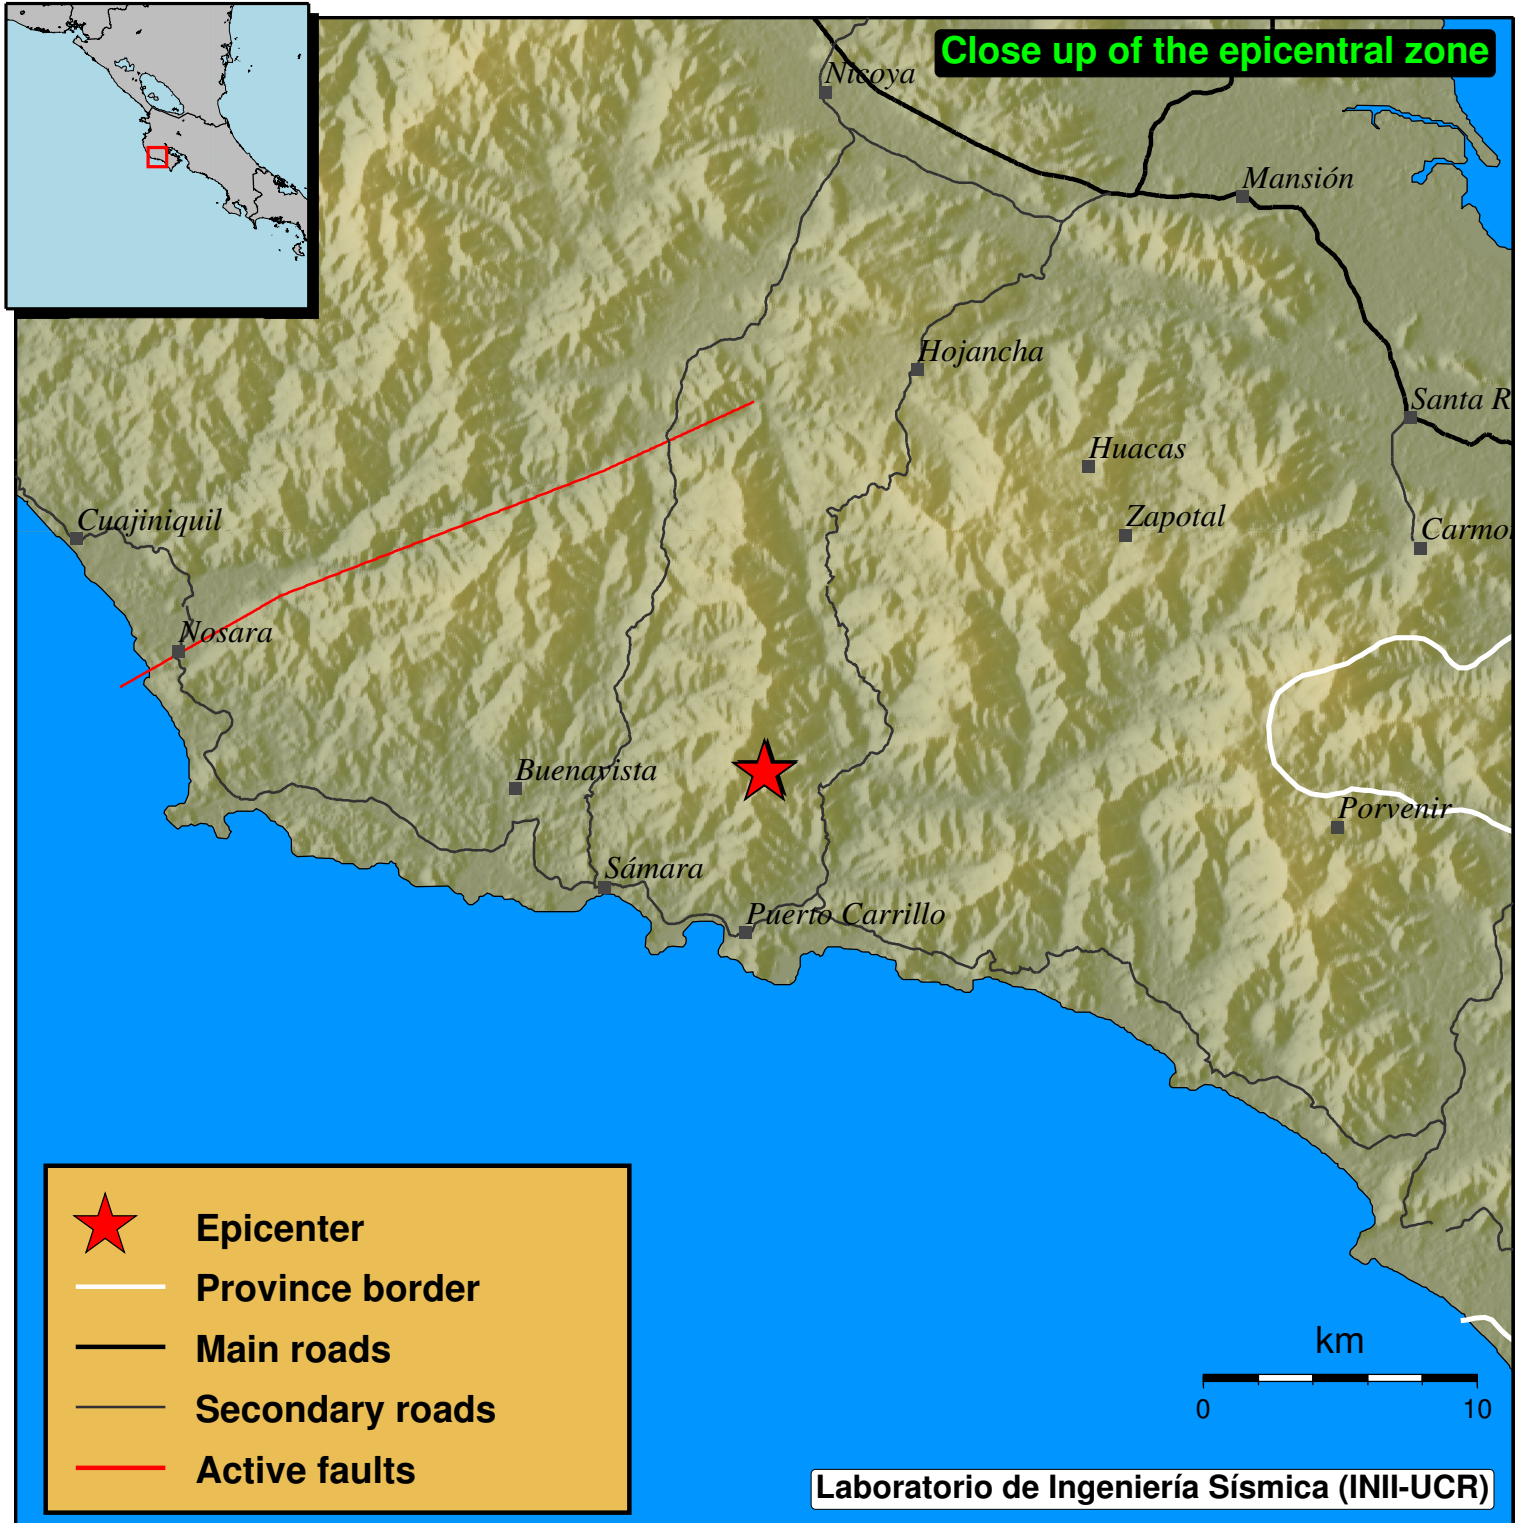 Close up of the epicentral zone
Nicoya
Mansión
Hojancha
Santa R
Huacas
Zapotal
Cuajiniquil
Carmo
Nosara
Buenavista
Porvenir
Sámara
Puerto Carrillo
Epicenter
Province border
Main roads
Secondary roads
Active faults
km
0 10
Laboratorio de Ingeniería Sísmica (INII-UCR)